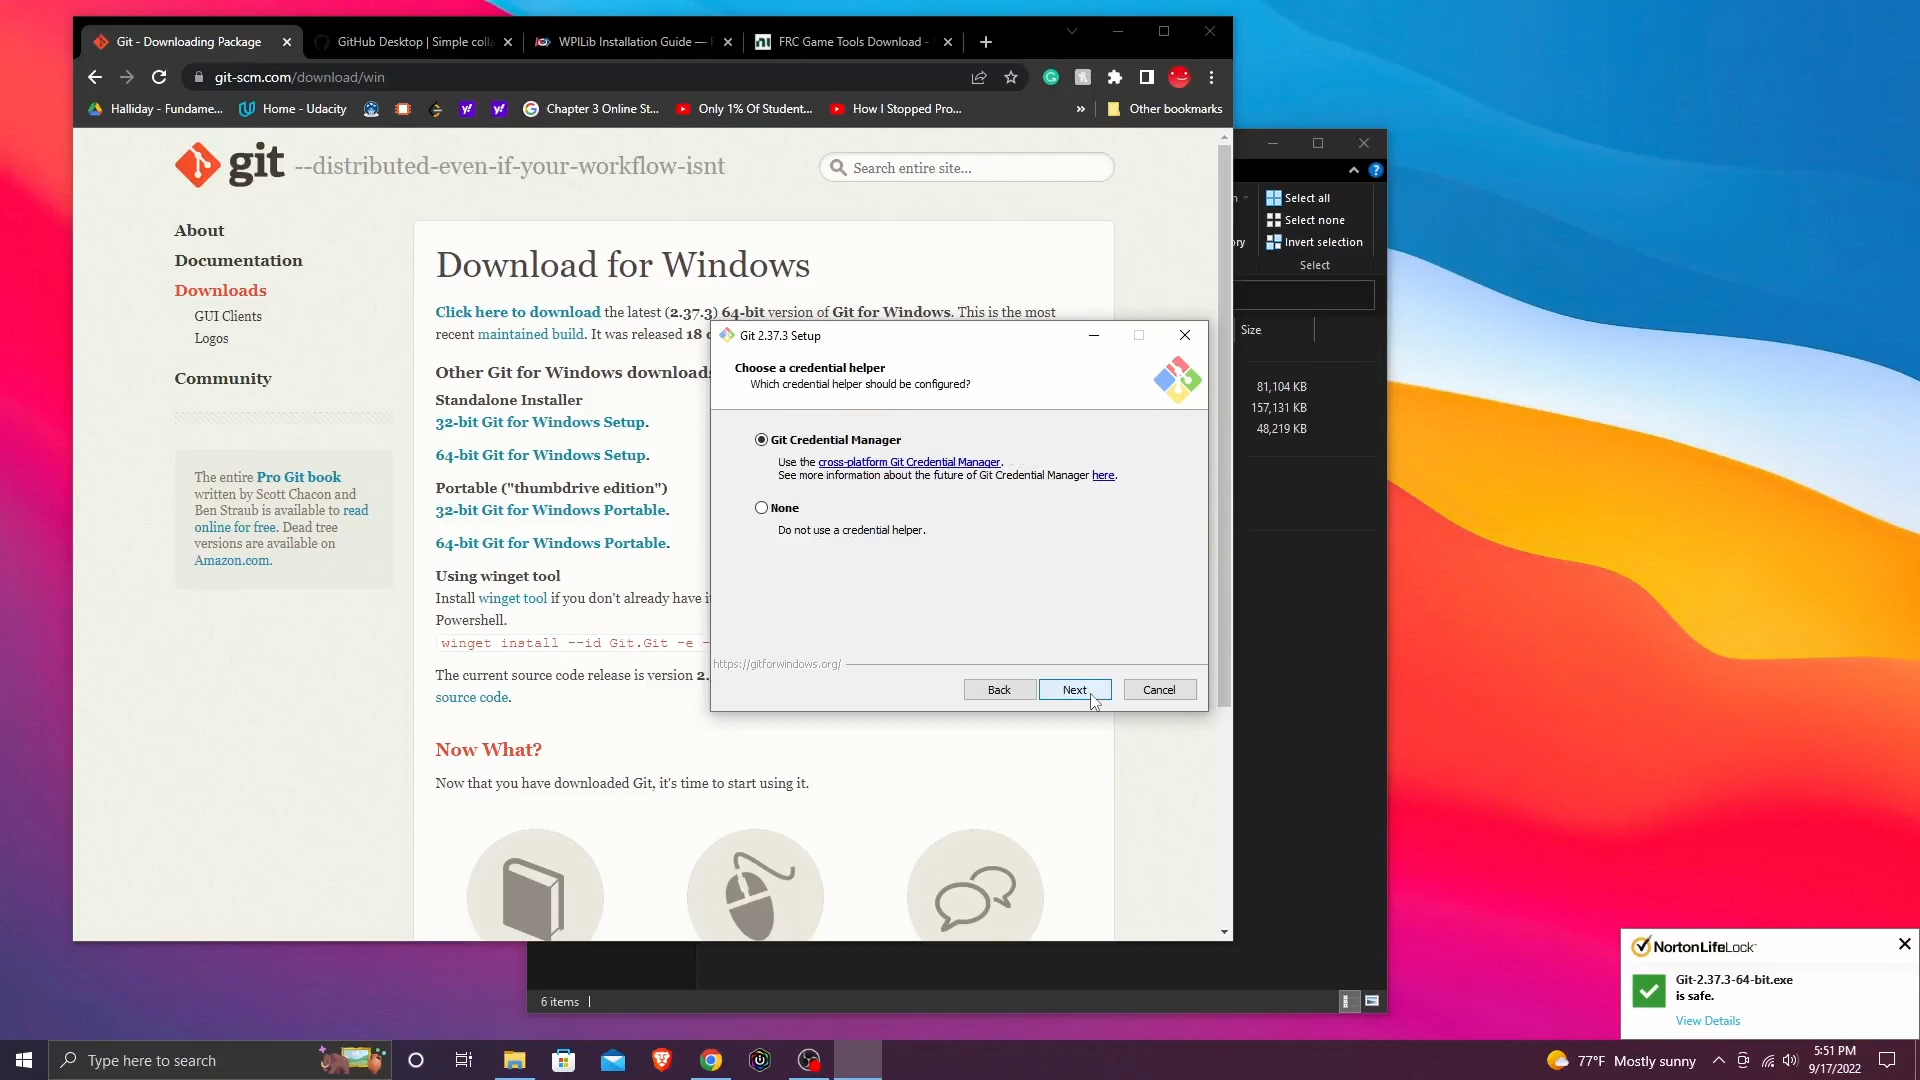 Git - Downloading Package
GitHub Desktop | Simple colla
WPILib Installation Guide —
FRC Game Tools Download -
git-scm.com/download/win
Halliday - Fundame...
Home - Udacity
Chapter 3 Online St...
Only 1% Of Student...
How I Stopped Pro...
»
Other bookmarks
git --distributed-even-if-your-workflow-isnt
Search entire site...
About
Documentation
Downloads
GUI Clients
Logos
Community
The entire Pro Git book
written by Scott Chacon and
Ben Straub is available to read
online for free. Dead tree
versions are available on
Amazon.com.
Download for Windows
Click here to download the latest (2.37.3) 64-bit version of Git for Windows. This is the most
recent maintained build. It was released 18
Other Git for Windows downloads
Standalone Installer
32-bit Git for Windows Setup.
64-bit Git for Windows Setup.
Portable ("thumbdrive edition")
32-bit Git for Windows Portable.
64-bit Git for Windows Portable.
Using winget tool
Install winget tool if you don't already have i
Powershell.
winget install --id Git.Git -e -
The current source code release is version 2.
source code.
Now What?
Now that you have downloaded Git, it's time to start using it.
Git 2.37.3 Setup
Choose a credential helper
Which credential helper should be configured?
Git Credential Manager
Use the cross-platform Git Credential Manager.
See more information about the future of Git Credential Manager here.
None
Do not use a credential helper.
https://gitforwindows.org/
Back
Next
Cancel
Select all
Select none
Invert selection
Select
ry
Size
81,104 KB
157,131 KB
48,219 KB
6 items
NortonLifeLock
Git-2.37.3-64-bit.exe
is safe.
View Details
Type here to search
77°F Mostly sunny
5:51 PM
9/17/2022